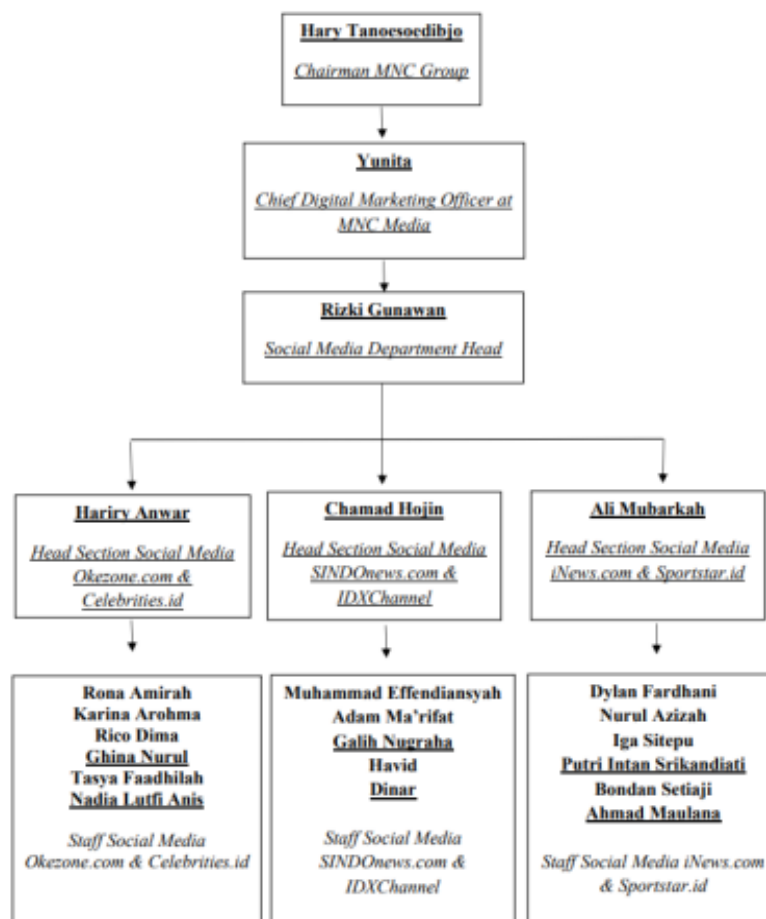 Hary Tanoesoedibjo
Chairman MNC Group
Yunita
Chief Digital Marketing Officer at
MNC Media
Rizki Gunawan
Social Media Department Head
Hariry Anwar
Head Section Social Media
Okezone.com &
Celebrities.id
Chamad Hojin
Head Section Social Media
SINDOnews.com &
IDXChannel
Ali Mubarkah
Head Section Social Media
iNews.com & Sportstar.id
Rona Amirah
Karina Arohma
Rico Dima
Ghina Nurul
Tasya Faadhilah
Nadia Lutfi Anis
Staff Social Media
Okezone.com & Celebrities.id
Muhammad Effendiansyah
Adam Ma'rifat
Galih Nugraha
Havid
Dinar
Staff Social Media
SINDOnews.com &
IDXChannel
Dylan Fardhani
Nurul Azizah
Iga Sitepu
Putri Intan Srikandiati
Bondan Setiaji
Ahmad Maulana
Staff Social Media iNews.com
& Sportstar.id